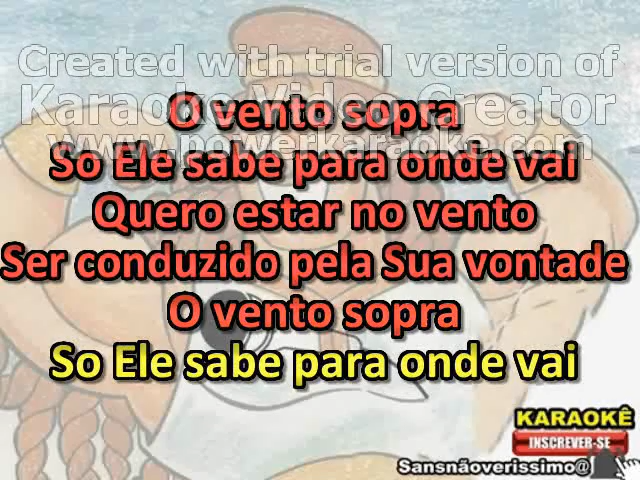 Created with trial version of
Karaoke Video Creator
www.powerkaraoke.com
O vento sopra
So Ele sabe para onde vai
Quero estar no vento
Ser conduzido pela Sua vontade
O vento sopra
So Ele sabe para onde vai
KARAOKÊ
INSCREVER-SE
Sansnãoverissimo@